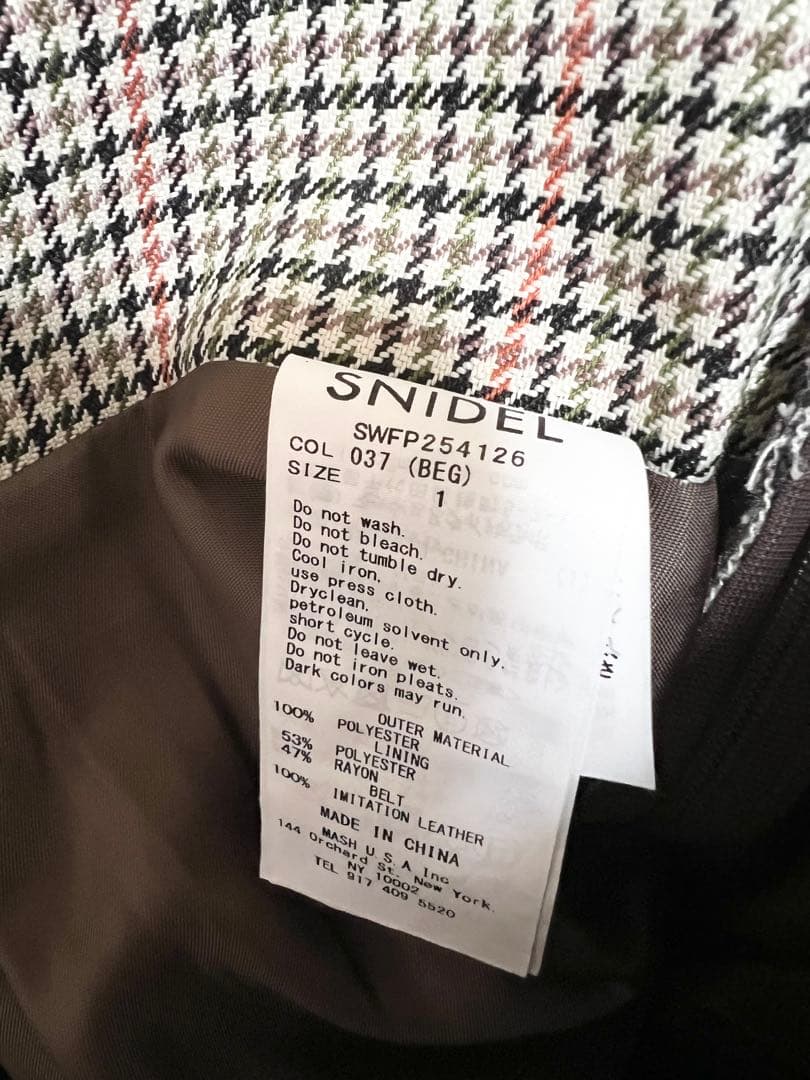 SNIDEL
SWFP254126
COL 037 (BEG)
SIZE 1
Do not wash.
Do not bleach.
Do not tumble dry.
Cool iron,
use press cloth.
Dryclean,
petroleum solvent only.
short cycle.
Do not leave wet.
Do not iron pleats.
Dark colors may run.
OUTER MATERIAL
100% POLYESTER
LINING
53% POLYESTER
47% RAYON
BELT
100% IMITATION LEATHER
MADE IN CHINA
MASH U S A Inc
144 Orchard St. New York.
NY 10002
TEL 917 409 5520